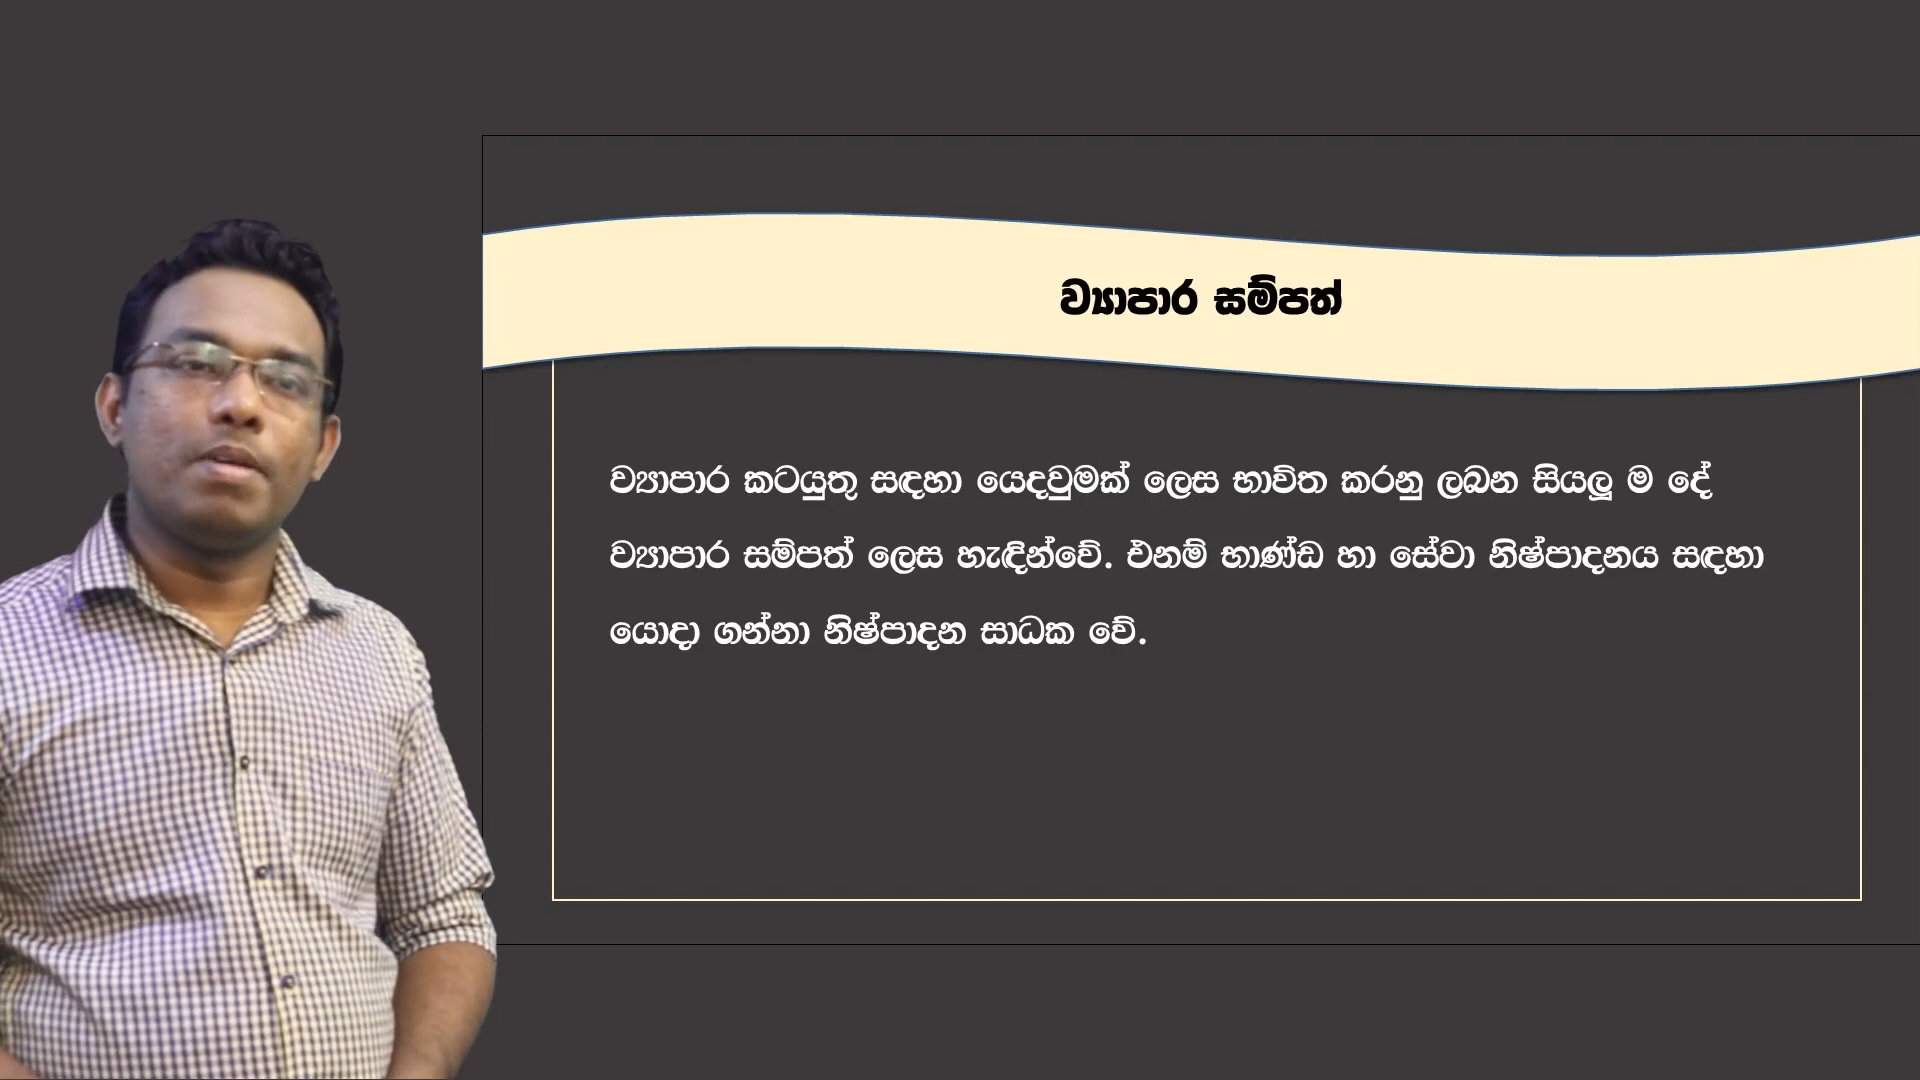 ව්‍යාපාර සම්පත්
ව්‍යාපාර කටයුතු සඳහා යෙදවුමක් ලෙස භාවිත කරනු ලබන සියලූ ම දේ
ව්‍යාපාර සම්පත් ලෙස හැඳින්වේ. එනම් භාණ්ඩ හා සේවා නිෂ්පාදනය සඳහා
යොදා ගන්නා නිෂ්පාදන සාධක වේ.